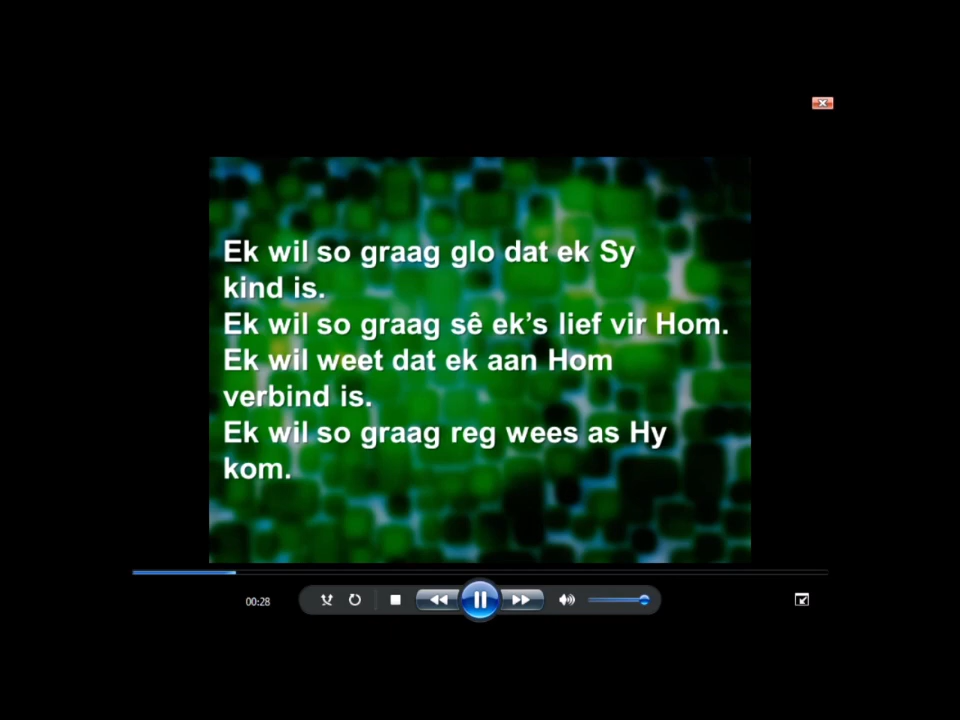 Ek wil so graag glo dat ek Sy
kind is.
Ek wil so graag sê ek’s lief vir Hom.
Ek wil weet dat ek aan Hom
verbind is.
Ek wil so graag reg wees as Hy
kom.
00:28